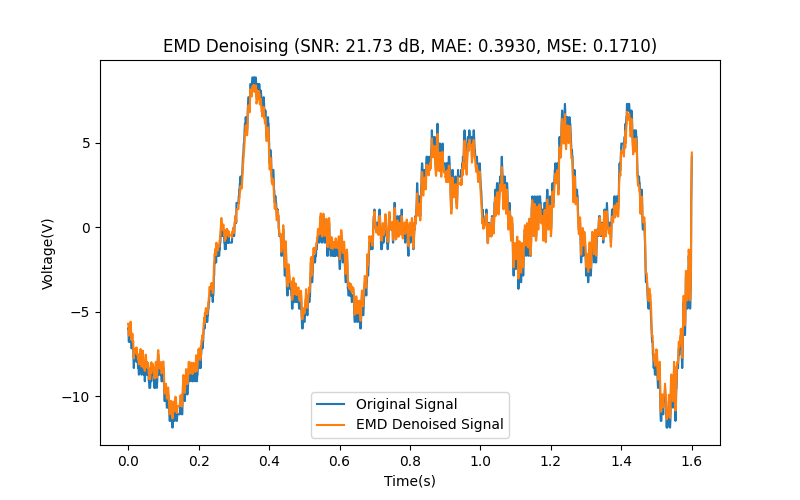 EMD Denoising (SNR: 21.73 dB, MAE: 0.3930, MSE: 0.1710)
Voltage(V)
5
0
−5
−10
Original Signal
EMD Denoised Signal
0.0 0.2 0.4 0.6 0.8 1.0 1.2 1.4 1.6
Time(s)